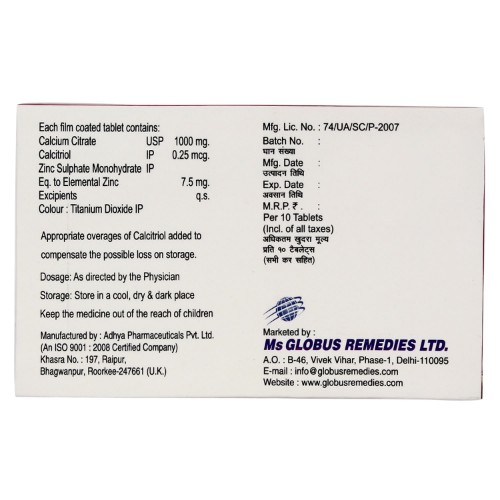 Each film coated tablet contains:
Calcium Citrate USP 1000 mg.
Calcitriol IP 0.25 mcg.
Zinc Sulphate Monohydrate IP
Eq. to Elemental Zinc 7.5 mg.
Excipients q.s.
Colour : Titanium Dioxide IP
Appropriate overages of Calcitriol added to
compensate the possible loss on storage.
Dosage: As directed by the Physician
Storage: Store in a cool, dry & dark place
Keep the medicine out of the reach of children
Manufactured by : Adhya Pharmaceuticals Pvt. Ltd.
(An ISO 9001 : 2008 Certified Company)
Khasra No. : 197, Raipur,
Bhagwanpur, Roorkee-247661 (U.K.)
Mfg. Lic. No. : 74/UA/SC/P-2007
Batch No. :
घान संख्या
Mfg. Date :
उत्पादन तिथि
Exp. Date :
अवसान तिथि
M.R.P. ₹ . :
Per 10 Tablets
(Incl. of all taxes)
अधिकतम खुदरा मूल्य
प्रति १० टैबलेट्स
(सभी कर सहित)
Marketed by :
Ms GLOBUS REMEDIES LTD.
A.O. : B-46, Vivek Vihar, Phase-1, Delhi-110095
E-mail : info@globusremedies.com
Website : www.globusremedies.com